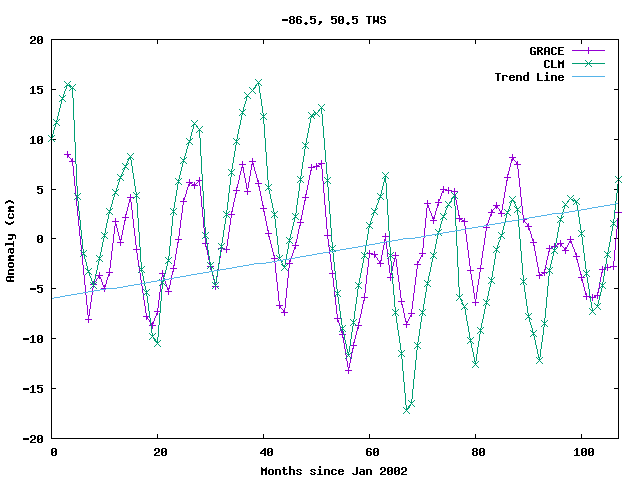 -86.5, 50.5 TWS
GRACE
CLM
Trend Line
Anomaly (cm)
20
15
10
5
0
-5
-10
-15
-20
0 20 40 60 80 100
Months since Jan 2002